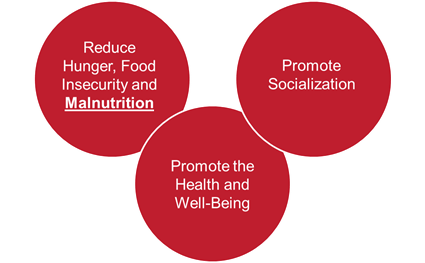 Reduce
Hunger, Food
Insecurity and
Malnutrition
Promote
Socialization
Promote the
Health and
Well-Being